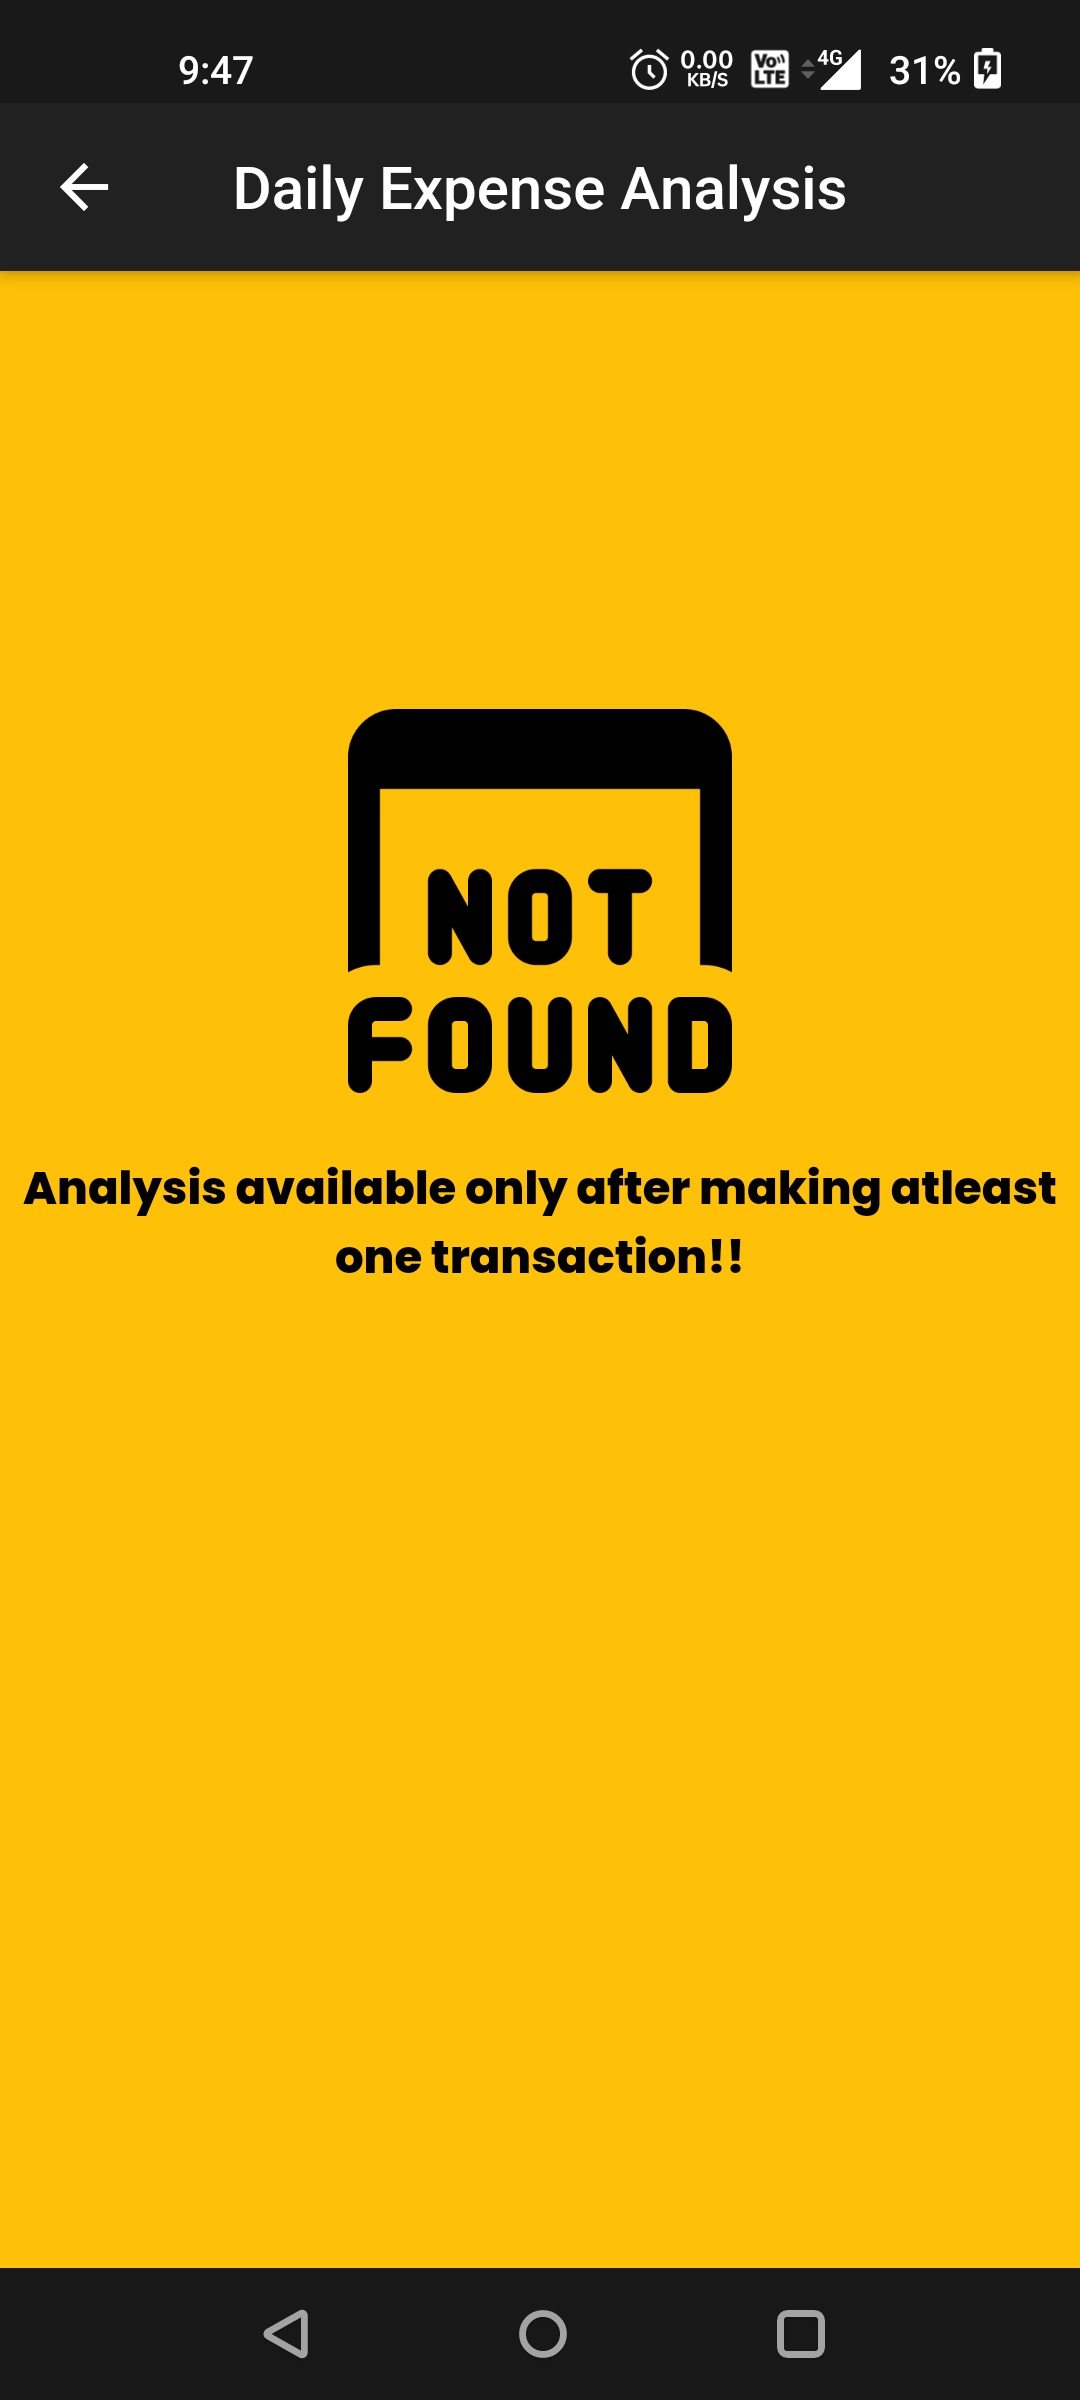 9:47
0.00
KB/S
Vo
LTE
4G
31%
Daily Expense Analysis
NOT
FOUND
Analysis available only after making atleast
one transaction!!